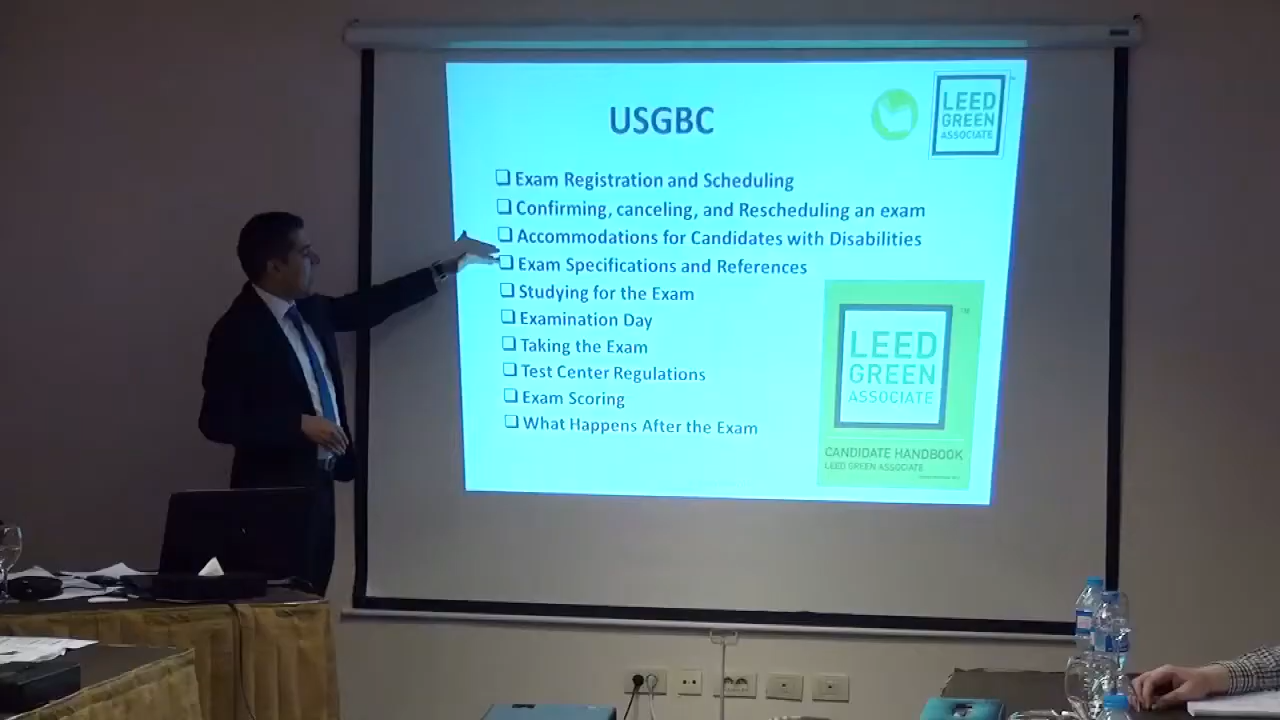 USGBC
LEED
GREEN
ASSOCIATE
❑ Exam Registration and Scheduling
❑ Confirming, canceling, and Rescheduling an exam
❑ Accommodations for Candidates with Disabilities
❑ Exam Specifications and References
❑ Studying for the Exam
❑ Examination Day
❑ Taking the Exam
❑ Test Center Regulations
❑ Exam Scoring
❑ What Happens After the Exam
LEED
GREEN
ASSOCIATE
TM
CANDIDATE HANDBOOK
LEED GREEN ASSOCIATE